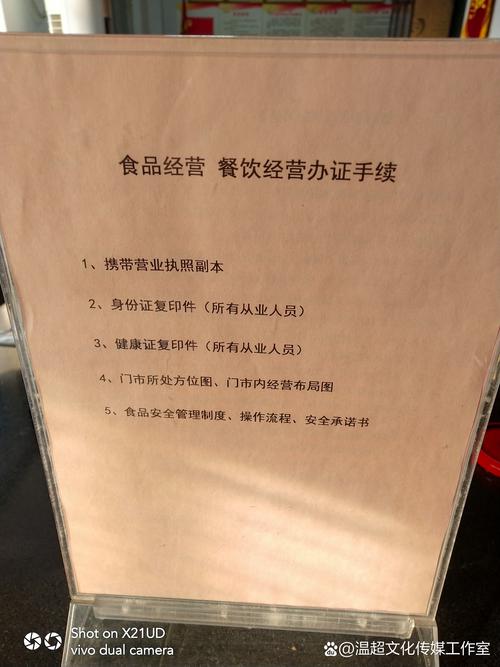 食品经营 餐饮经营办证手续
1、携带营业执照副本
2、身份证复印件（所有从业人员）
3、健康证复印件（所有从业人员）
4、门市所处方位图、门市内经营布局图
5、食品安全管理制度、操作流程、安全承诺书
Shot on X21UD
vivo dual camera
@温超文化传媒工作室